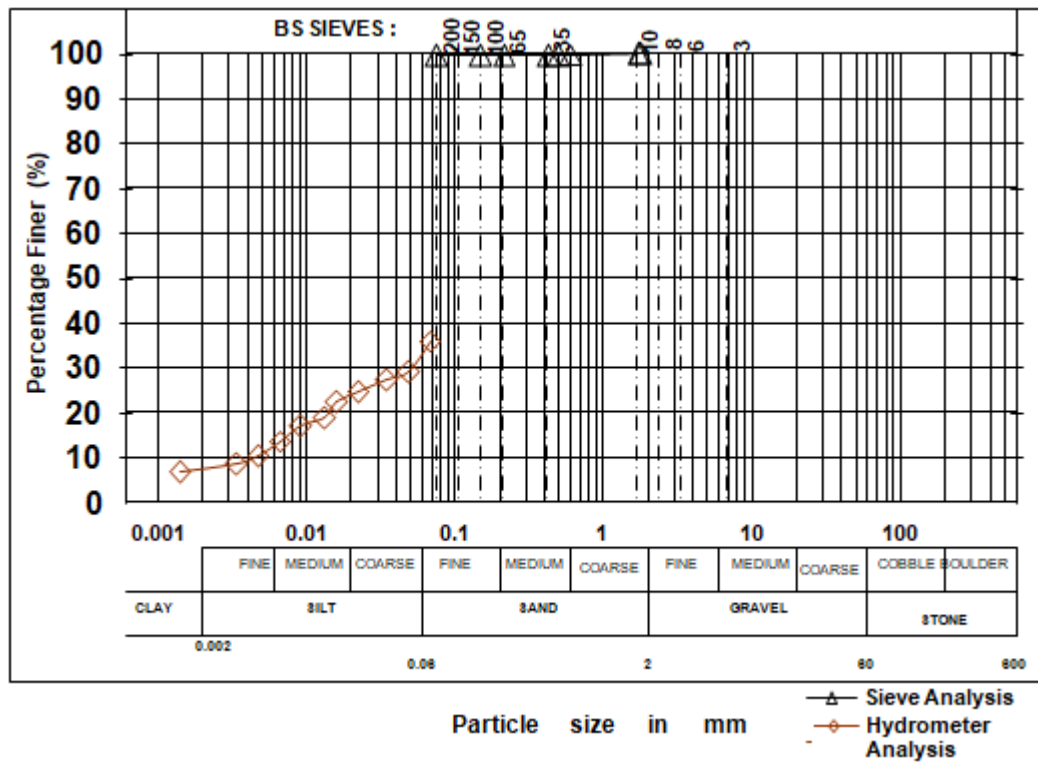 BS SIEVES :
200 150 100 65 35 10 8 6 3
Percentage Finer (%)
100
90
80
70
60
50
40
30
20
10
0
0.001 0.01 0.1 1 10 100
FINE MEDIUM COARSE FINE MEDIUM COARSE FINE MEDIUM COARSE COBBLE BOULDER
CLAY SILT SAND GRAVEL STONE
0.002 0.06 2 60 600
Particle size in mm
Sieve Analysis
Hydrometer
Analysis